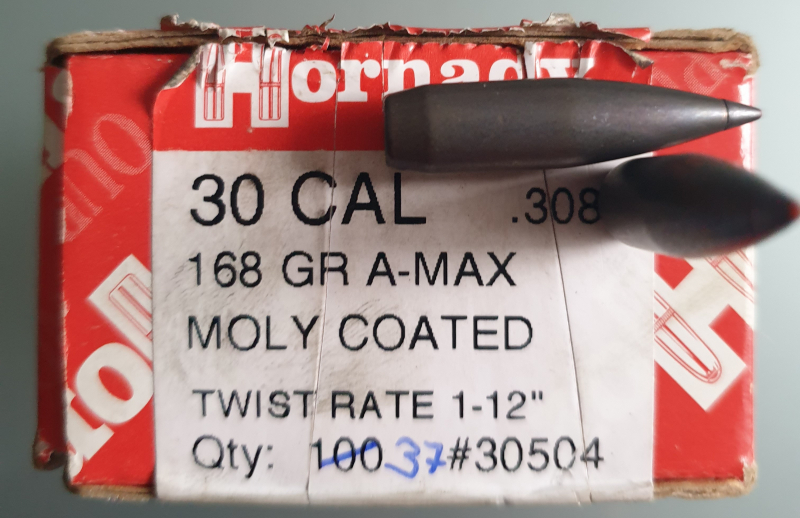 Hornady
30 CAL .308
168 GR A-MAX
MOLY COATED
TWIST RATE 1-12"
Qty: 100 37 #30504